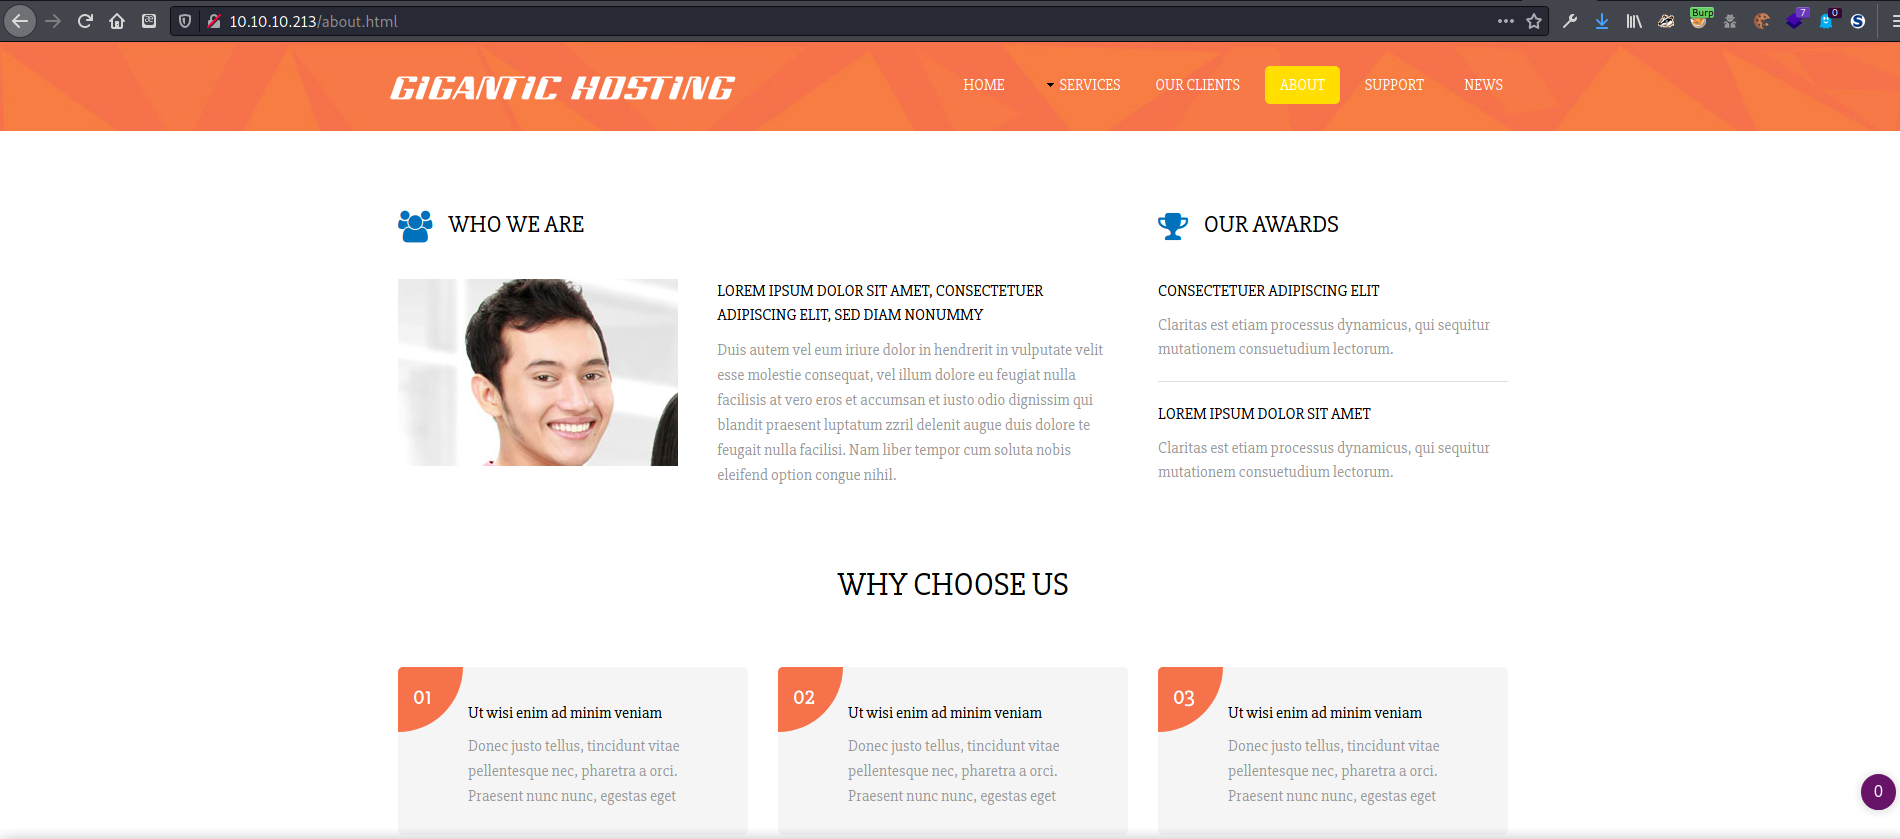 10.10.10.213/about.html
Burp
7
0
GIGANTIC HOSTING
HOME
SERVICES
OUR CLIENTS
ABOUT
SUPPORT
NEWS
WHO WE ARE
LOREM IPSUM DOLOR SIT AMET, CONSECTETUER
ADIPISCING ELIT, SED DIAM NONUMMY
Duis autem vel eum iriure dolor in hendrerit in vulputate velit
esse molestie consequat, vel illum dolore eu feugiat nulla
facilisis at vero eros et accumsan et iusto odio dignissim qui
blandit praesent luptatum zzril delenit augue duis dolore te
feugait nulla facilisi. Nam liber tempor cum soluta nobis
eleifend option congue nihil.
OUR AWARDS
CONSECTETUER ADIPISCING ELIT
Claritas est etiam processus dynamicus, qui sequitur
mutationem consuetudium lectorum.
LOREM IPSUM DOLOR SIT AMET
Claritas est etiam processus dynamicus, qui sequitur
mutationem consuetudium lectorum.
WHY CHOOSE US
01
Ut wisi enim ad minim veniam
Donec justo tellus, tincidunt vitae
pellentesque nec, pharetra a orci.
Praesent nunc nunc, egestas eget
02
Ut wisi enim ad minim veniam
Donec justo tellus, tincidunt vitae
pellentesque nec, pharetra a orci.
Praesent nunc nunc, egestas eget
03
Ut wisi enim ad minim veniam
Donec justo tellus, tincidunt vitae
pellentesque nec, pharetra a orci.
Praesent nunc nunc, egestas eget
0